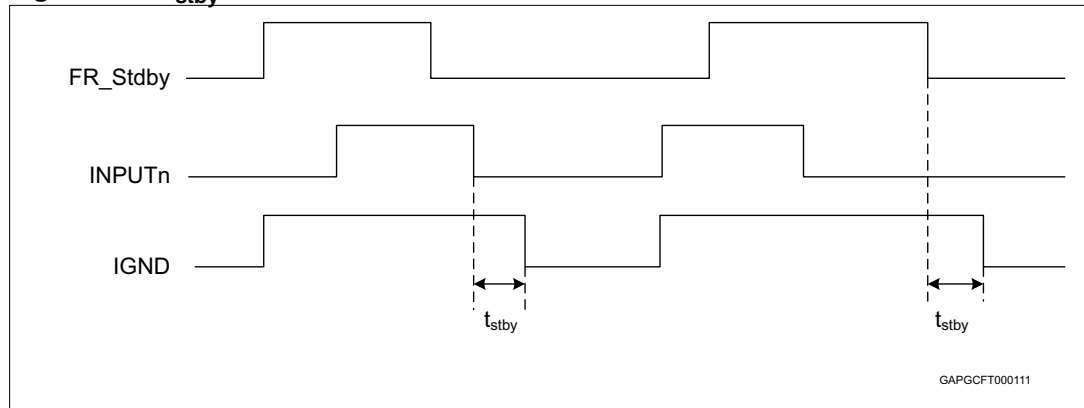 FR_Stdby
INPUTn
IGND
tstby tstby
GAPGCFT000111